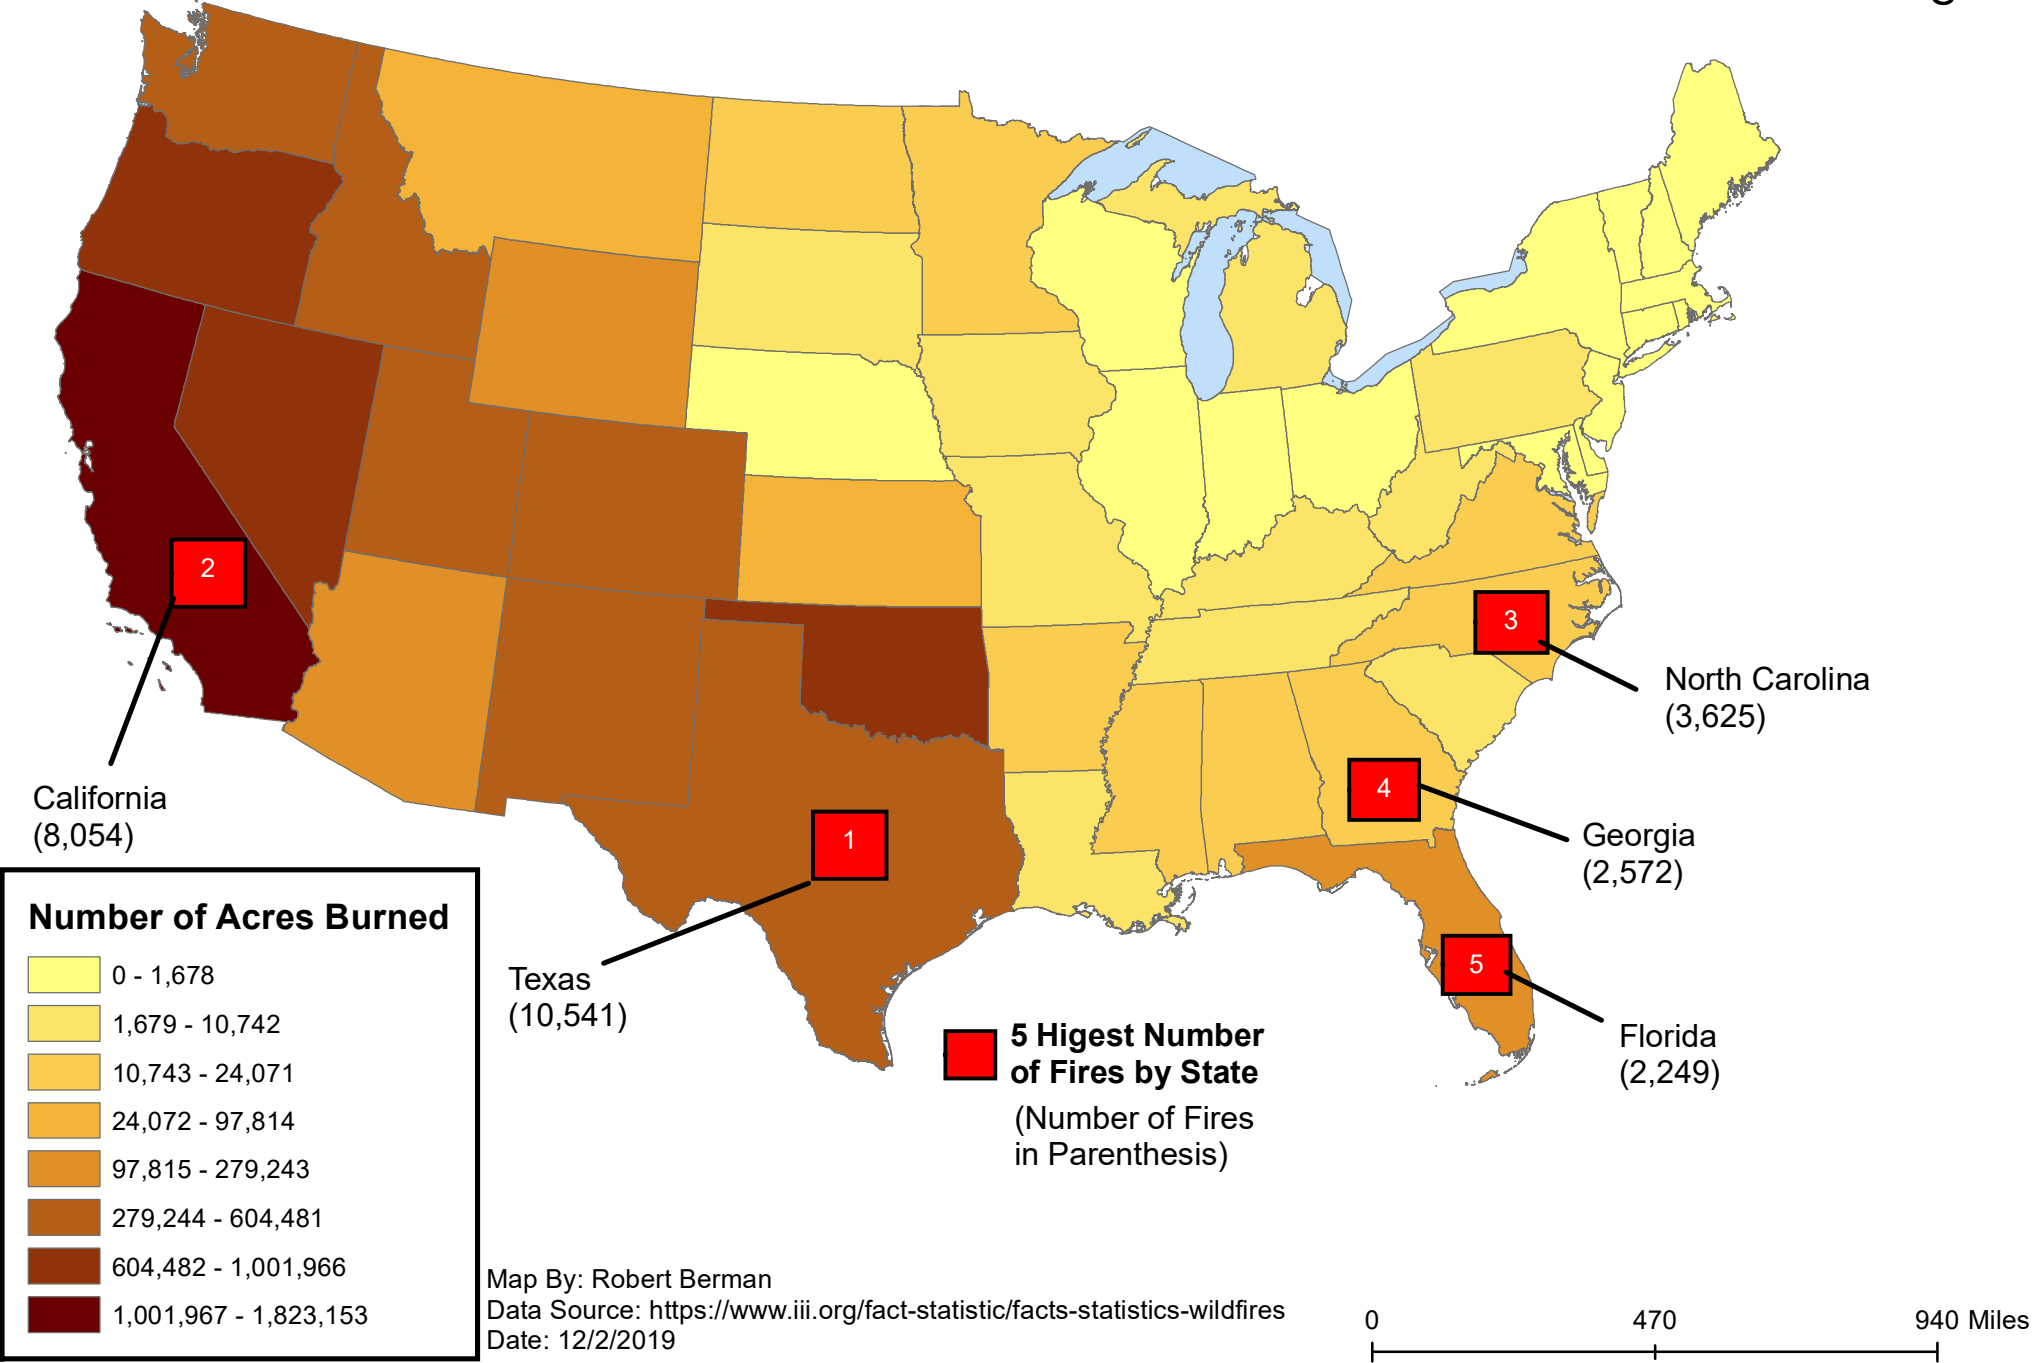 2
3
North Carolina
(3,625)
California
(8,054)
4
1
Georgia
(2,572)
Number of Acres Burned
0 - 1,678
1,679 - 10,742
10,743 - 24,071
24,072 - 97,814
97,815 - 279,243
279,244 - 604,481
604,482 - 1,001,966
1,001,967 - 1,823,153
Texas
(10,541)
5
Florida
(2,249)
5 Higest Number
of Fires by State
(Number of Fires
in Parenthesis)
Map By: Robert Berman
Data Source: https://www.iii.org/fact-statistic/facts-statistics-wildfires
Date: 12/2/2019
0 470 940 Miles